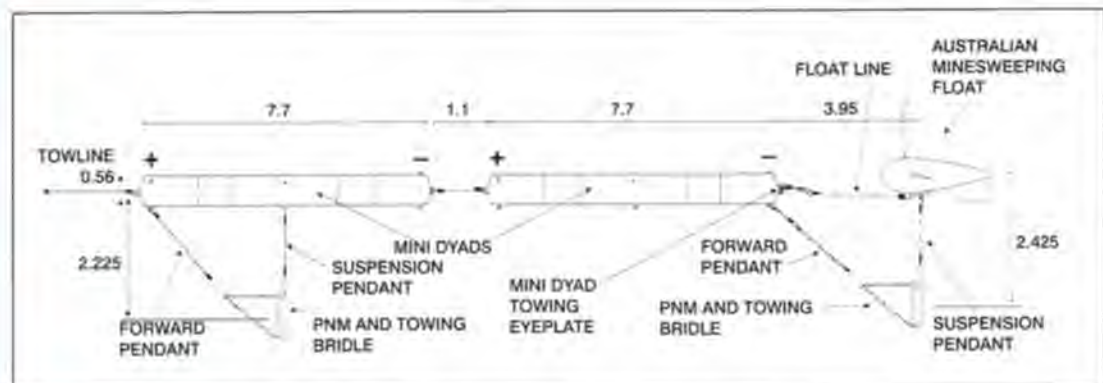 AUSTRALIAN
MINESWEEPING
FLOAT
FLOAT LINE
7.7
1.1
7.7
3.95
TOWLINE
+
−
+
−
0.56
MINI DYADS
SUSPENSION
PENDANT
FORWARD
PENDANT
2.425
2.225
MINI DYAD
TOWING
EYEPLATE
FORWARD
PENDANT
PNM AND TOWING
BRIDLE
PNM AND TOWING
BRIDLE
SUSPENSION
PENDANT